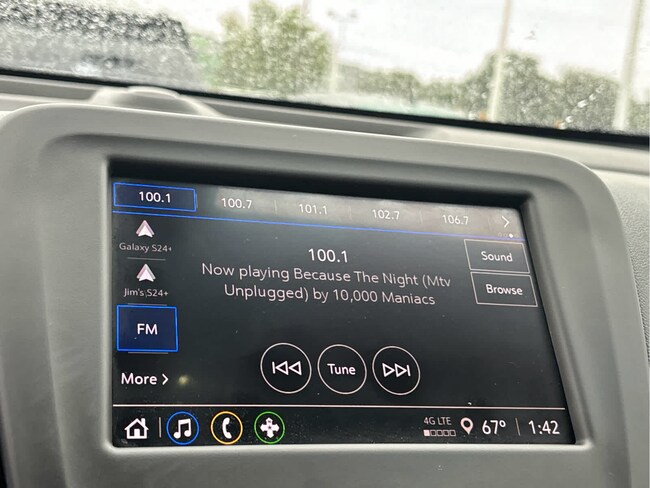 100.1
100.7
101.1
102.7
106.7
Galaxy S24+
Jim's S24+
FM
More
100.1
Now playing Because The Night (Mtv
Unplugged) by 10,000 Maniacs
Sound
Browse
Tune
4G LTE
67°
1:42